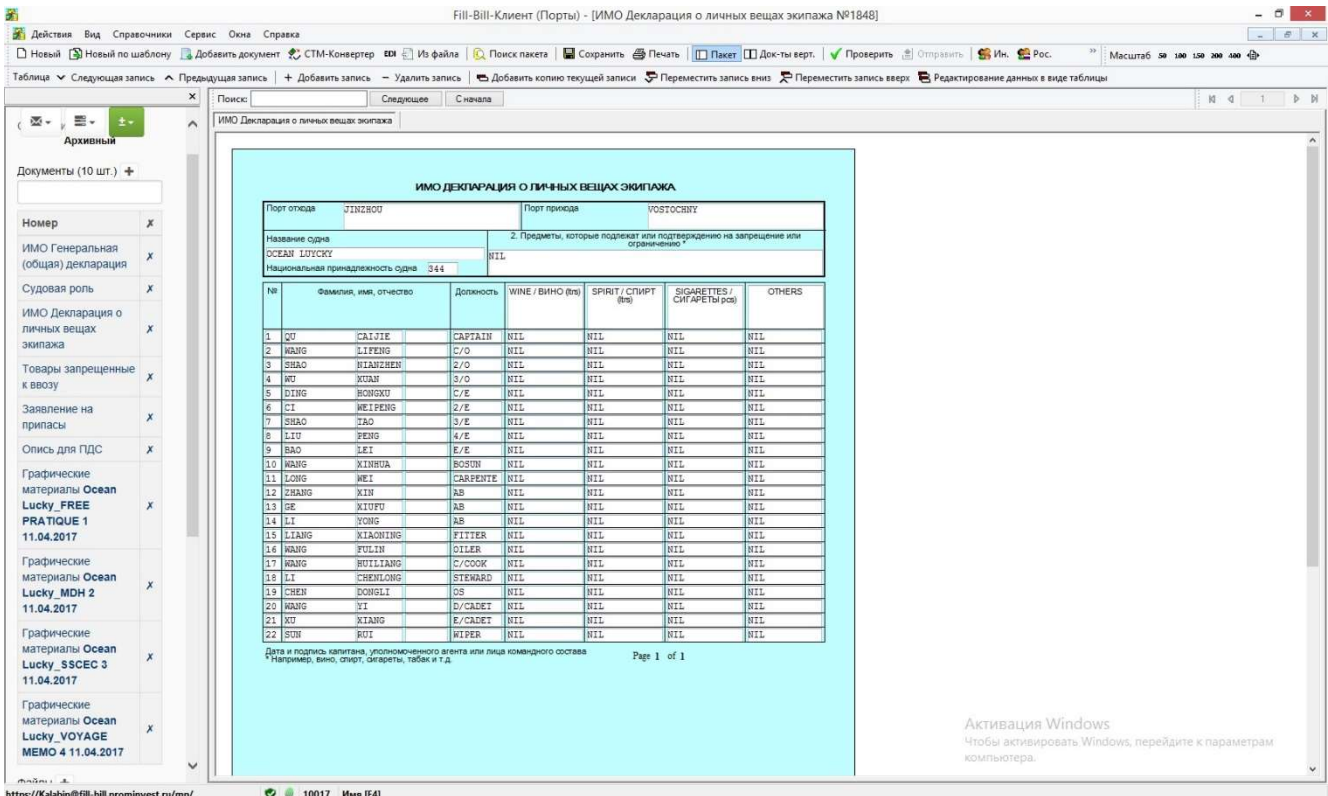 Fill-Bill-Клиент (Порты) - [ИМО Декларация о личных вещах экипажа №1848]
Действия Вид Справочники Сервис Окна Справка
Новый Новый по шаблону Добавить документ СТМ-Конвертер EDI Из файла Поиск пакета Сохранить Печать Пакет Док-ты верт. Проверить Отправить Ин. Рос. Масштаб 50 100 150 200 400
Таблица Следующая запись Предыдущая запись + Добавить запись − Удалить запись Добавить копию текущей записи Переместить запись вниз Переместить запись вверх Редактирование данных в виде таблицы
Поиск: Следующее С начала 1
ИМО Декларация о личных вещах экипажа
Архивный
Документы (10 шт.) +
Номер х
ИМО Генеральная
(общая) декларация х
Судовая роль х
ИМО Декларация о
личных вещах х
экипажа
Товары запрещенные
к ввозу х
Заявление на
припасы х
Опись для ПДС х
Графические
материалы Ocean
Lucky_FREE х
PRATIQUE 1
11.04.2017
Графические
материалы Ocean
Lucky_MDH 2 х
11.04.2017
Графические
материалы Ocean
Lucky_SSCEC 3 х
11.04.2017
Графические
материалы Ocean
Lucky_VOYAGE х
MEMO 4 11.04.2017
Файлы +
ИМО ДЕКЛАРАЦИЯ О ЛИЧНЫХ ВЕЩАХ ЭКИПАЖА
Порт отхода JINZHOU Порт прихода VOSTOCHNY
Название судна 2. Предметы, которые подлежат или подтверждению на запрещение или
ограничению *
OCEAN LUYCKY NIL
Национальная принадлежность судна 344
№ Фамилия, имя, отчество Должность WINE / ВИНО (ltrs) SPIRIT / СПИРТ (ltrs) SIGARETTES / СИГАРЕТЫ pcs) OTHERS
1 QU CAIJIE CAPTAIN NIL NIL NIL NIL
2 WANG LIFENG C/O NIL NIL NIL NIL
3 SHAO NIANZHEN 2/O NIL NIL NIL NIL
4 WU XUAN 3/O NIL NIL NIL NIL
5 DING HONGXU C/E NIL NIL NIL NIL
6 CI WEIPENG 2/E NIL NIL NIL NIL
7 SHAO TAO 3/E NIL NIL NIL NIL
8 LIU PENG 4/E NIL NIL NIL NIL
9 BAO LEI E/E NIL NIL NIL NIL
10 WANG XINHUA BOSUN NIL NIL NIL NIL
11 LONG WEI CARPENTE NIL NIL NIL NIL
12 ZHANG XIN AB NIL NIL NIL NIL
13 GE XIUFU AB NIL NIL NIL NIL
14 LI YONG AB NIL NIL NIL NIL
15 LIANG XIAONING FITTER NIL NIL NIL NIL
16 WANG FULIN OILER NIL NIL NIL NIL
17 WANG HUILIANG C/COOK NIL NIL NIL NIL
18 LI CHENLONG STEWARD NIL NIL NIL NIL
19 CHEN DONGLI OS NIL NIL NIL NIL
20 WANG YI D/CADET NIL NIL NIL NIL
21 XU XIANG E/CADET NIL NIL NIL NIL
22 SUN RUI WIPER NIL NIL NIL NIL
Дата и подпись капитана, уполномоченного агента или лица командного состава
* Например, вино, спирт, сигареты, табак и т.д. Page 1 of 1
Активация Windows
Чтобы активировать Windows, перейдите к параметрам
компьютера.
https://Kalabin@fill-bill.prominvest.ru/mp/ 10017 Имя [F4]